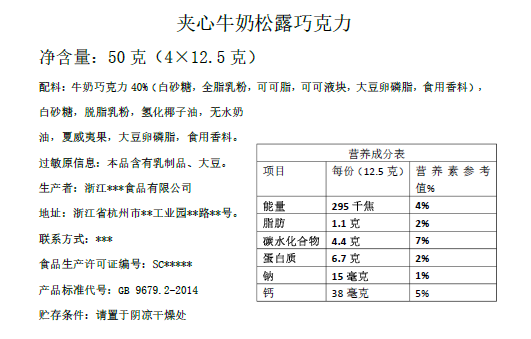 夹心牛奶松露巧克力
净含量：50 克（4×12.5 克）
配料：牛奶巧克力 40%（白砂糖，全脂乳粉，可可脂，可可液块，大豆卵磷脂，食用香料），
白砂糖，脱脂乳粉，氢化椰子油，无水奶
油，夏威夷果，大豆卵磷脂，食用香料。
过敏原信息：本品含有乳制品、大豆。
生产者：浙江***食品有限公司
地址：浙江省杭州市**工业园**路**号。
联系方式：***
食品生产许可证编号：SC*****
产品标准代号：GB 9679.2-2014
贮存条件：请置于阴凉干燥处
营养成分表
项目 每份（12.5 克） 营养素参考值%
能量 295 千焦 4%
脂肪 1.1 克 2%
碳水化合物 4.4 克 7%
蛋白质 6.7 克 2%
钠 15 毫克 1%
钙 38 毫克 5%